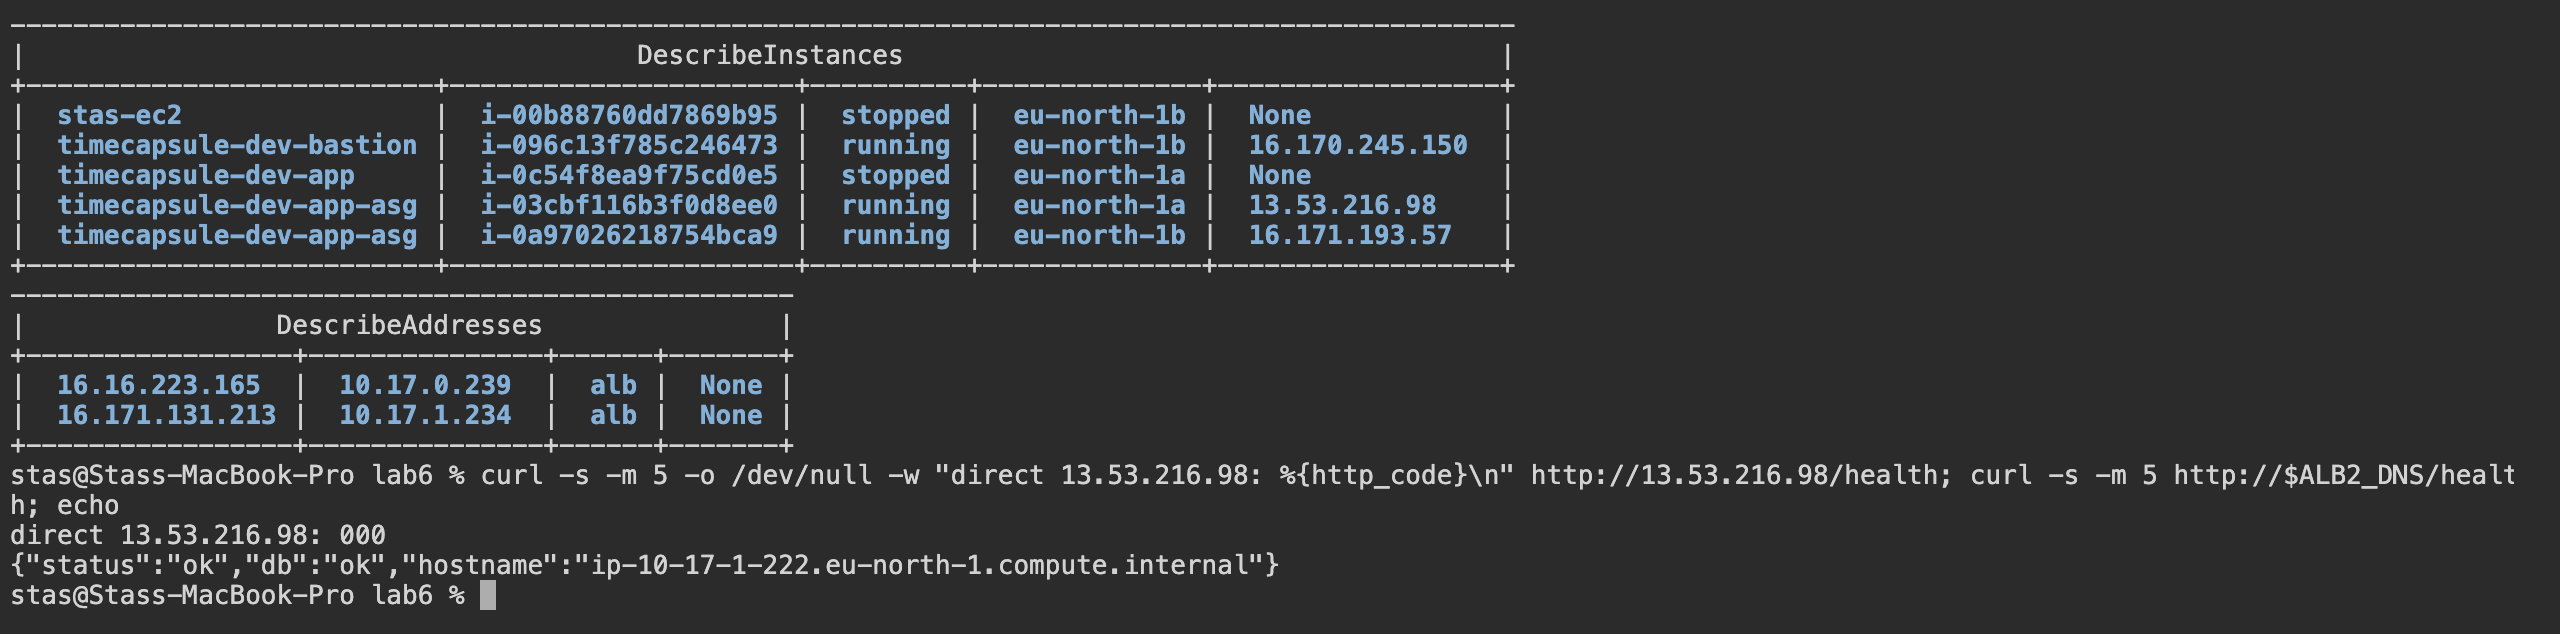 -------------------------------------------------------------------------------------------------
|                                       DescribeInstances                                       |
+--------------------------+----------------------+----------+--------------+------------------+
|  stas-ec2                |  i-00b88760dd7869b95 |  stopped |  eu-north-1b |  None            |
|  timecapsule-dev-bastion |  i-096c13f785c246473 |  running |  eu-north-1b |  16.170.245.150  |
|  timecapsule-dev-app     |  i-0c54f8ea9f75cd0e5 |  stopped |  eu-north-1a |  None            |
|  timecapsule-dev-app-asg |  i-03cbf116b3f0d8ee0 |  running |  eu-north-1a |  13.53.216.98    |
|  timecapsule-dev-app-asg |  i-0a97026218754bca9 |  running |  eu-north-1b |  16.171.193.57   |
+--------------------------+----------------------+----------+--------------+------------------+
--------------------------------------------------
|                DescribeAddresses               |
+-----------------+---------------+------+-------+
|  16.16.223.165  |  10.17.0.239  |  alb |  None |
|  16.171.131.213 |  10.17.1.234  |  alb |  None |
+-----------------+---------------+------+-------+
stas@Stass-MacBook-Pro lab6 % curl -s -m 5 -o /dev/null -w "direct 13.53.216.98: %{http_code}\n" http://13.53.216.98/health; curl -s -m 5 http://$ALB2_DNS/healt
h; echo
direct 13.53.216.98: 000
{"status":"ok","db":"ok","hostname":"ip-10-17-1-222.eu-north-1.compute.internal"}
stas@Stass-MacBook-Pro lab6 %